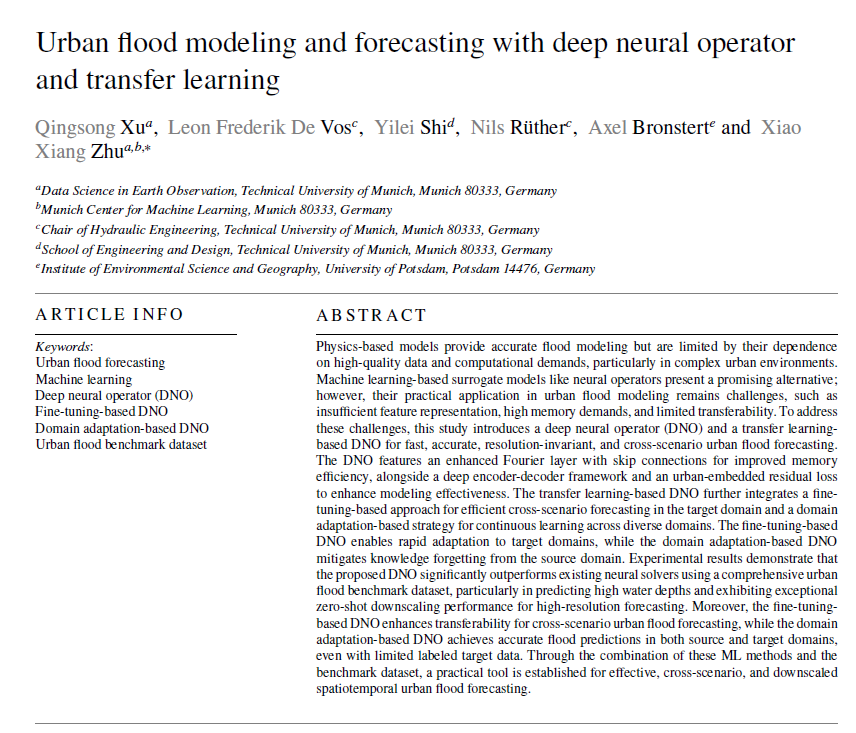 Urban flood modeling and forecasting with deep neural operator
and transfer learning
Qingsong Xuᵃ, Leon Frederik De Vosᶜ, Yilei Shiᵈ, Nils Rütherᶜ, Axel Bronstertᵉ and Xiao
Xiang Zhuᵃ,ᵇ,*
ᵃData Science in Earth Observation, Technical University of Munich, Munich 80333, Germany
ᵇMunich Center for Machine Learning, Munich 80333, Germany
ᶜChair of Hydraulic Engineering, Technical University of Munich, Munich 80333, Germany
ᵈSchool of Engineering and Design, Technical University of Munich, Munich 80333, Germany
ᵉInstitute of Environmental Science and Geography, University of Potsdam, Potsdam 14476, Germany
ARTICLE INFO
Keywords:
Urban flood forecasting
Machine learning
Deep neural operator (DNO)
Fine-tuning-based DNO
Domain adaptation-based DNO
Urban flood benchmark dataset
ABSTRACT
Physics-based models provide accurate flood modeling but are limited by their dependence
on high-quality data and computational demands, particularly in complex urban environments.
Machine learning-based surrogate models like neural operators present a promising alternative;
however, their practical application in urban flood modeling remains challenges, such as
insufficient feature representation, high memory demands, and limited transferability. To address
these challenges, this study introduces a deep neural operator (DNO) and a transfer learning-
based DNO for fast, accurate, resolution-invariant, and cross-scenario urban flood forecasting.
The DNO features an enhanced Fourier layer with skip connections for improved memory
efficiency, alongside a deep encoder-decoder framework and an urban-embedded residual loss
to enhance modeling effectiveness. The transfer learning-based DNO further integrates a fine-
tuning-based approach for efficient cross-scenario forecasting in the target domain and a domain
adaptation-based strategy for continuous learning across diverse domains. The fine-tuning-based
DNO enables rapid adaptation to target domains, while the domain adaptation-based DNO
mitigates knowledge forgetting from the source domain. Experimental results demonstrate that
the proposed DNO significantly outperforms existing neural solvers using a comprehensive urban
flood benchmark dataset, particularly in predicting high water depths and exhibiting exceptional
zero-shot downscaling performance for high-resolution forecasting. Moreover, the fine-tuning-
based DNO enhances transferability for cross-scenario urban flood forecasting, while the domain
adaptation-based DNO achieves accurate flood predictions in both source and target domains,
even with limited labeled target data. Through the combination of these ML methods and the
benchmark dataset, a practical tool is established for effective, cross-scenario, and downscaled
spatiotemporal urban flood forecasting.